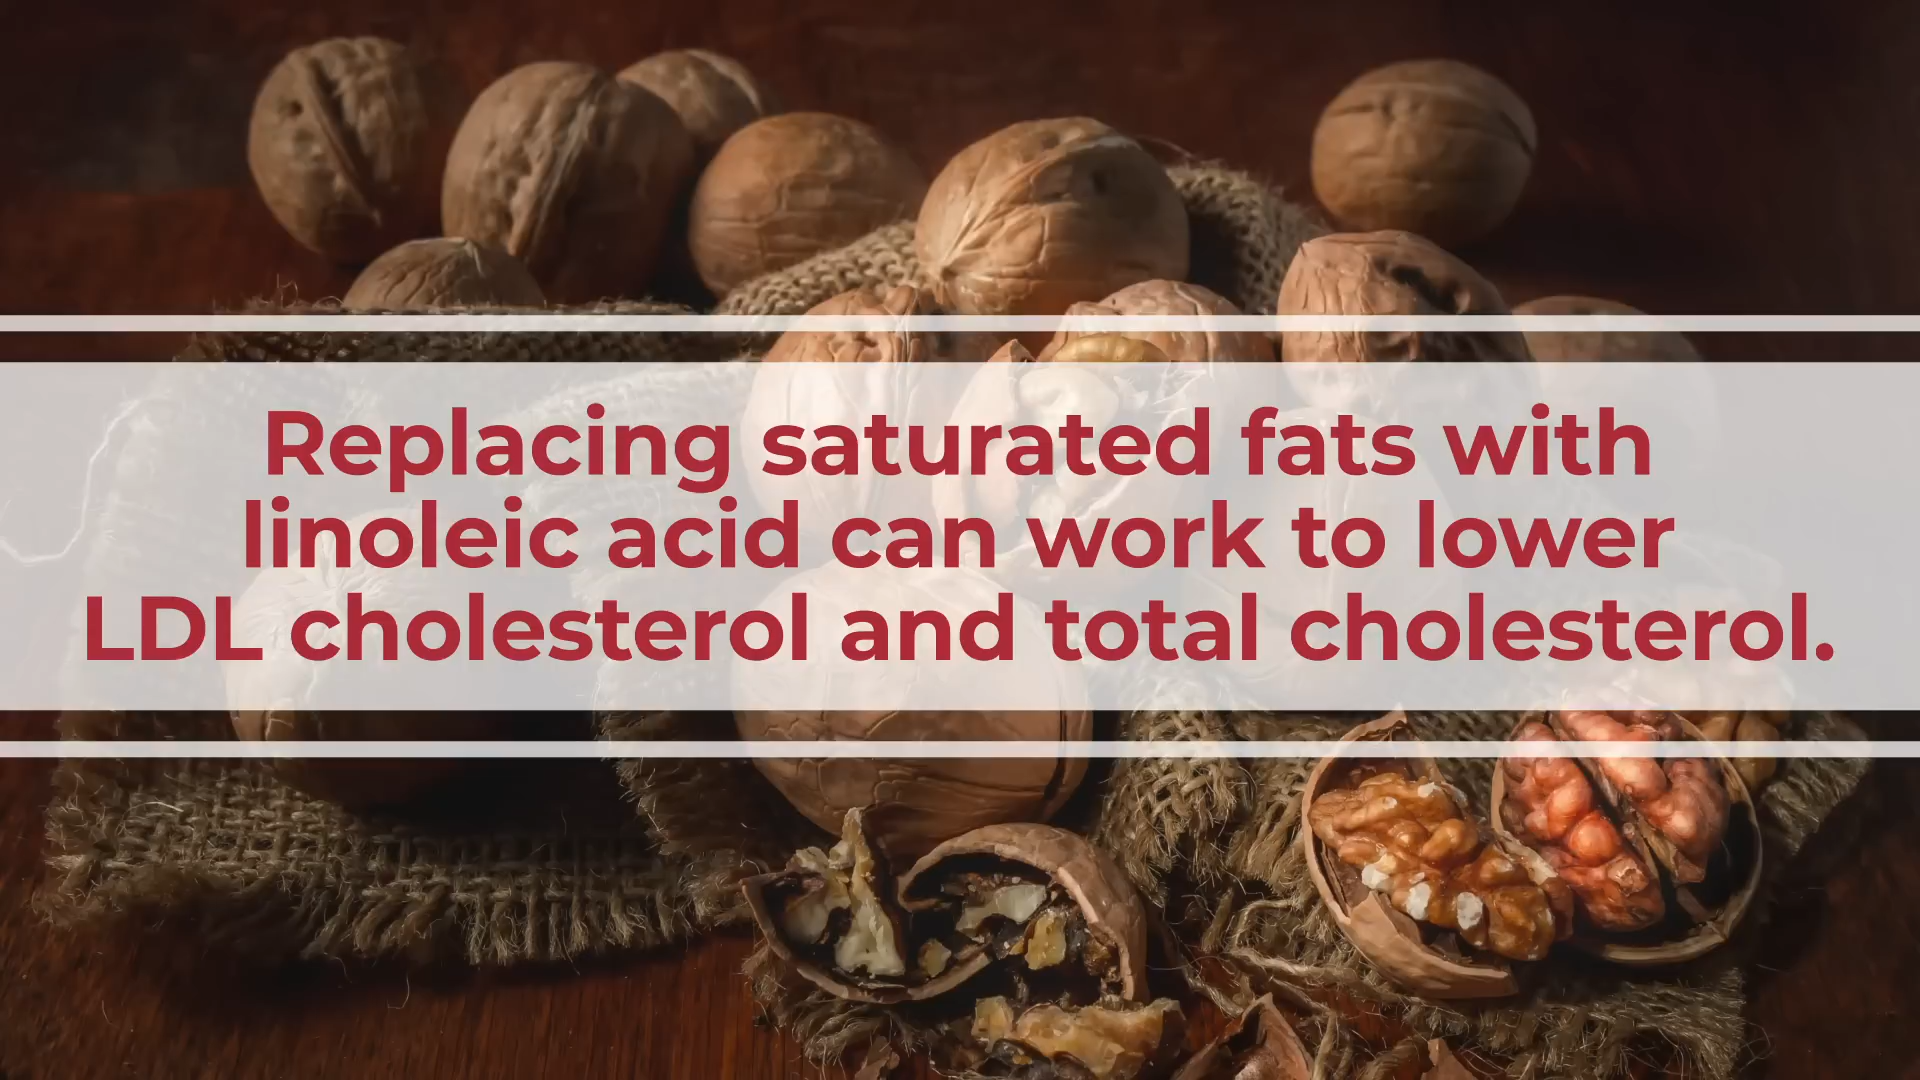 Replacing saturated fats with
linoleic acid can work to lower
LDL cholesterol and total cholesterol.